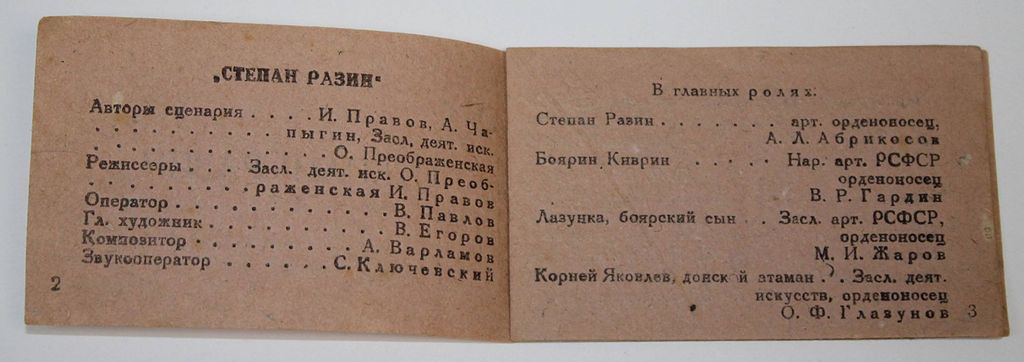 „СТЕПАН РАЗИН"
Авторы сценария . . . . И. Правов, А. Ча-
. . . . . . . . . . . пыгин, Засл. деят. иск.
. . . . . . . . . . . . . О. Преображенская
Режиссеры . . . Засл. деят. иск. О. Преоб-
. . . . . . . . . раженская И. Правов
Оператор . . . . . . . . . . . . В. Павлов
Гл. художник . . . . . . . . . . В. Егоров
Композитор . . . . . . . . . А. Варламов
Звукооператор . . . . . . С. Ключевский
2
В главных ролях:
Степан Разин . . . . . . . арт. орденоносец,
А. Л. Абрикосов
Боярин Киврин . . . . . Нар. арт. РСФСР
орденоносец
В. Р. Гардин
Лазунка, боярский сын . . Засл. арт. РСФСР,
орденоносец
М. И. Жаров
Корней Яковлев, донской атаман . . Засл. деят.
искусств, орденоносец
О. Ф. Глазунов
3